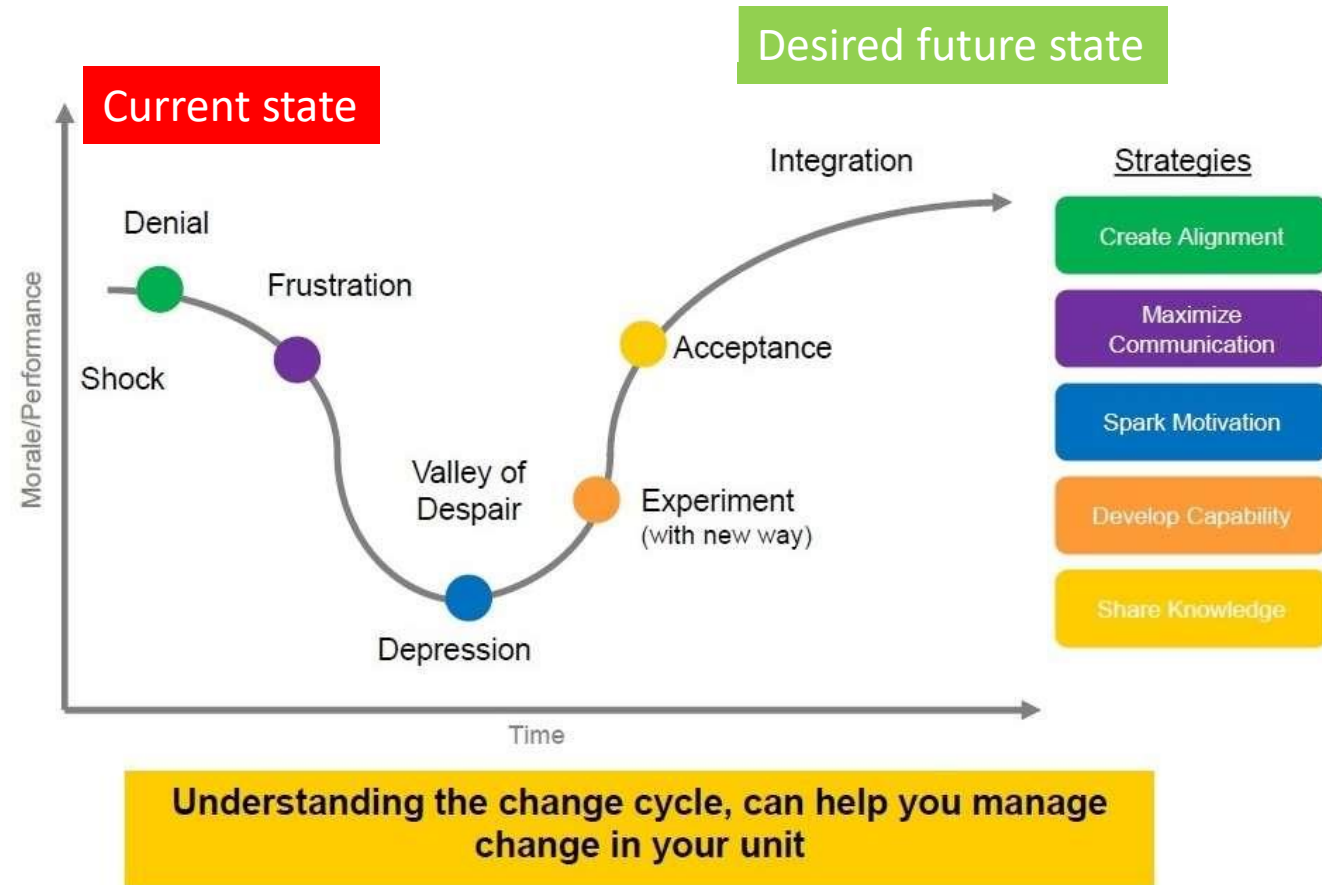 Desired future state
Current state
Integration
Strategies
Denial
Create Alignment
Frustration
Maximize
Communication
Acceptance
Shock
Spark Motivation
Valley of
Despair
Experiment
(with new way)
Develop Capability
Share Knowledge
Depression
Morale/Performance
Time
Understanding the change cycle, can help you manage
change in your unit